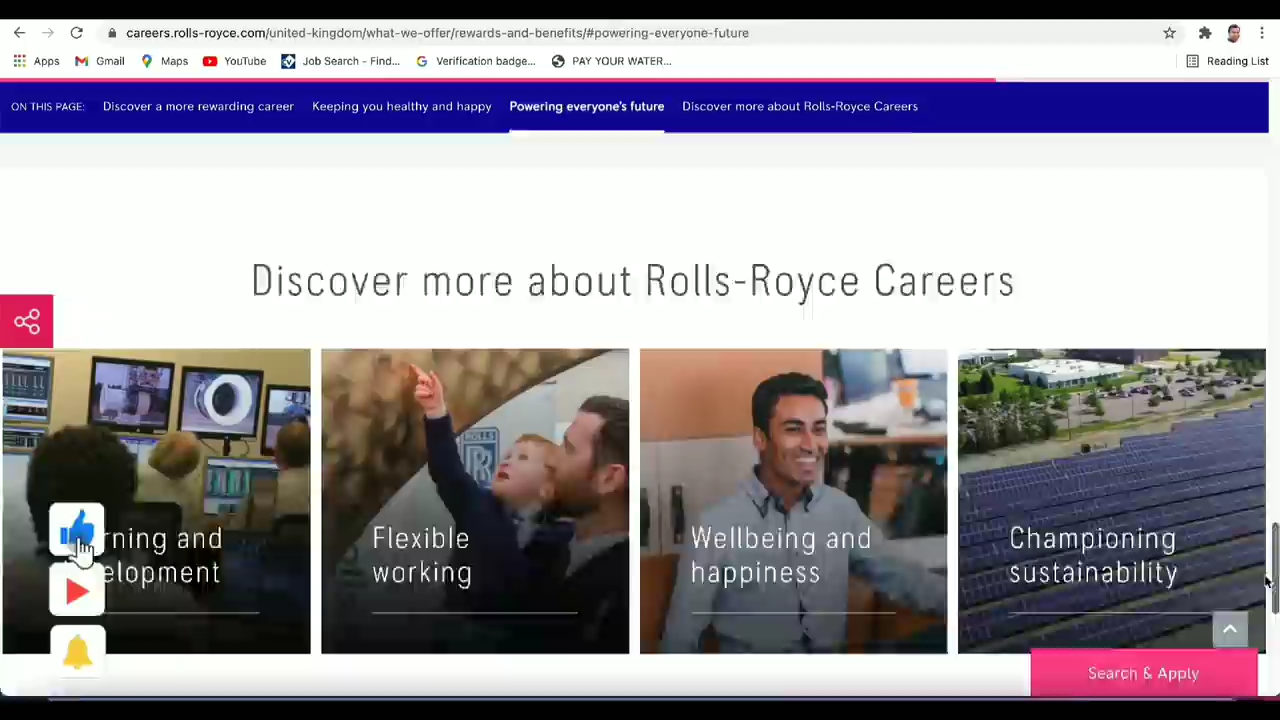 careers.rolls-royce.com/united-kingdom/what-we-offer/rewards-and-benefits/#powering-everyone-future
Apps Gmail Maps YouTube Job Search - Find... Verification badge... PAY YOUR WATER... Reading List
ON THIS PAGE: Discover a more rewarding career Keeping you healthy and happy Powering everyone's future Discover more about Rolls-Royce Careers
Discover more about Rolls-Royce Careers
ROLLS
R
rning and
elopment
Flexible
working
Wellbeing and
happiness
Championing
sustainability
Search & Apply